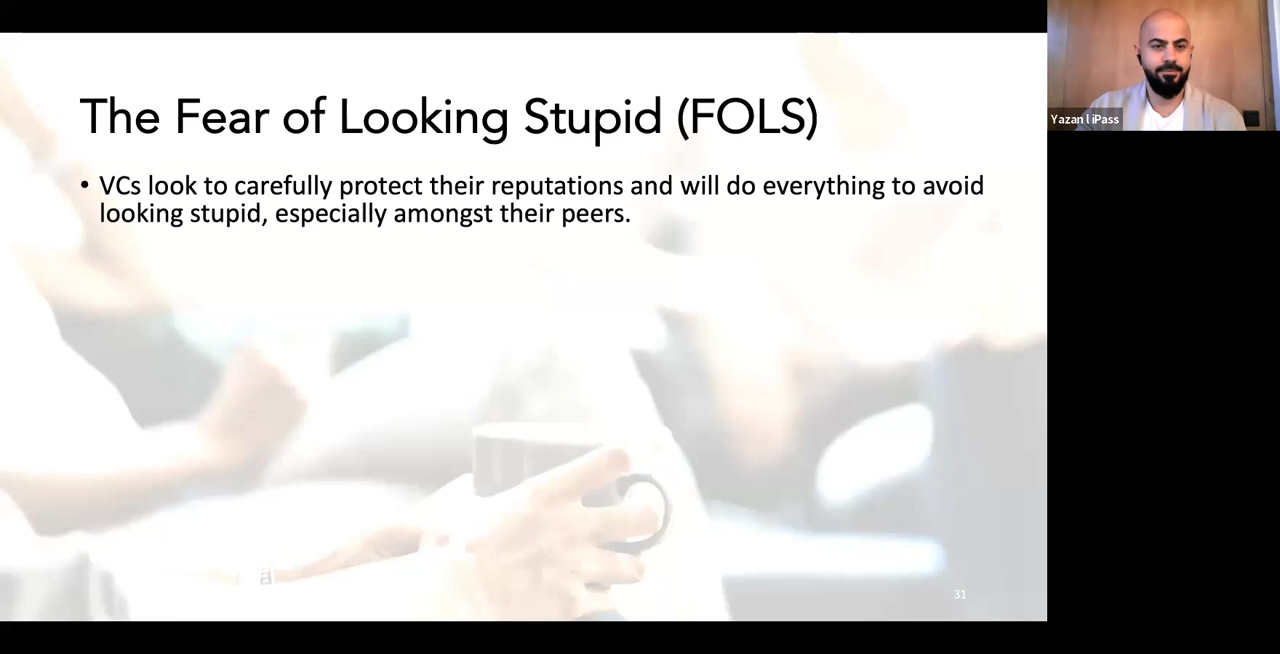 The Fear of Looking Stupid (FOLS)
• VCs look to carefully protect their reputations and will do everything to avoid
looking stupid, especially amongst their peers.
31
Yazan l iPass